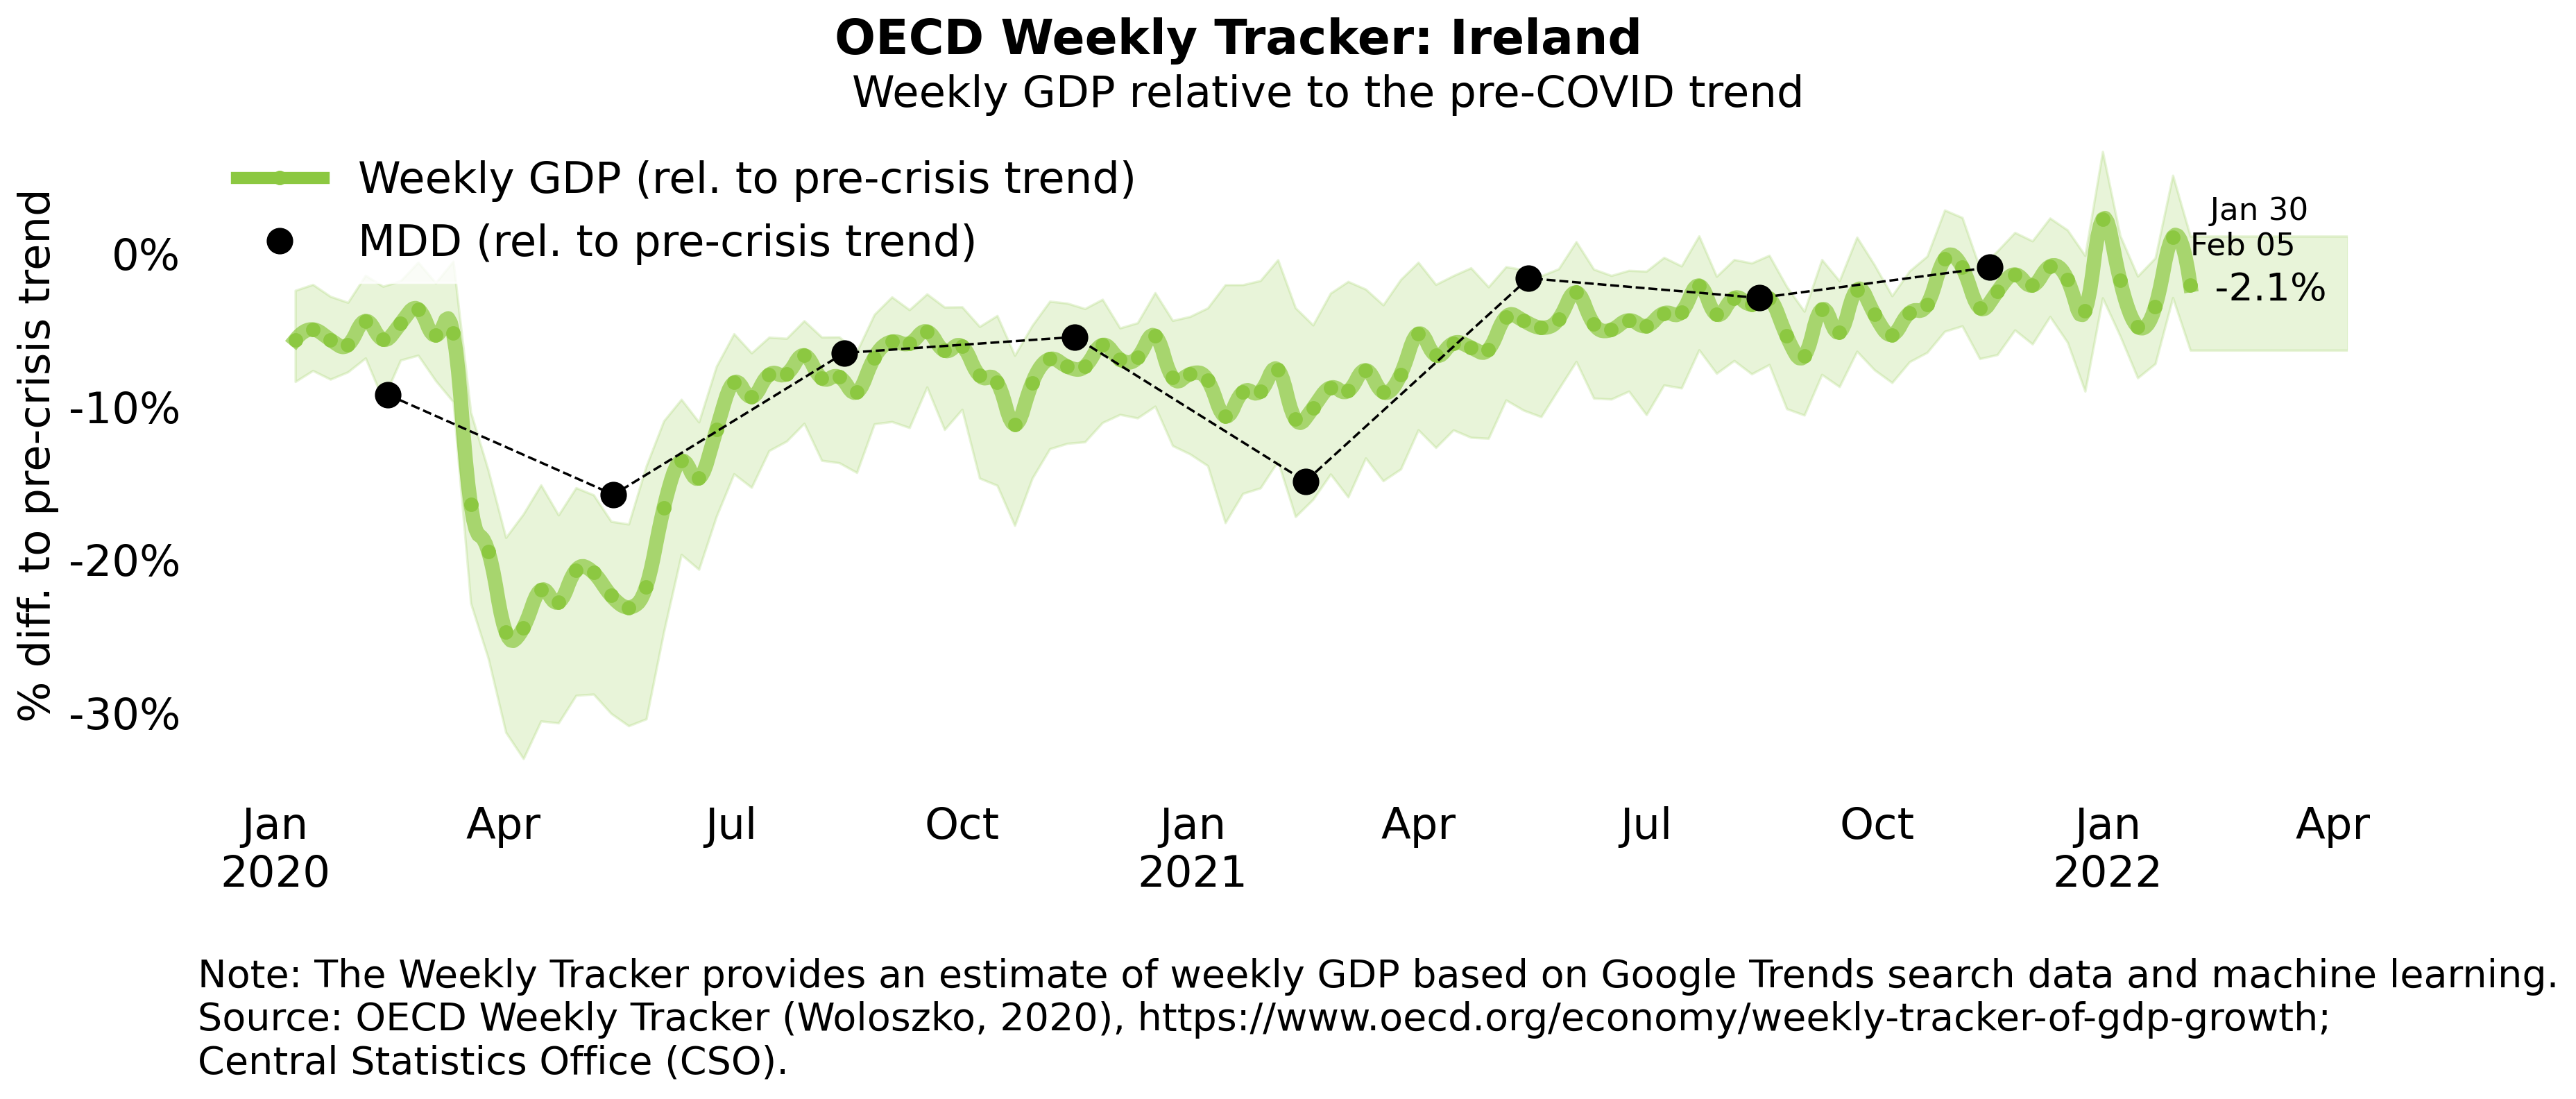 OECD Weekly Tracker: Ireland
Weekly GDP relative to the pre-COVID trend
Weekly GDP (rel. to pre-crisis trend)
MDD (rel. to pre-crisis trend)
% diff. to pre-crisis trend
0%
-10%
-20%
-30%
Jan 30
Feb 05
-2.1%
Jan Apr Jul Oct Jan Apr Jul Oct Jan Apr
2020 2021 2022
Note: The Weekly Tracker provides an estimate of weekly GDP based on Google Trends search data and machine learning.
Source: OECD Weekly Tracker (Woloszko, 2020), https://www.oecd.org/economy/weekly-tracker-of-gdp-growth;
Central Statistics Office (CSO).